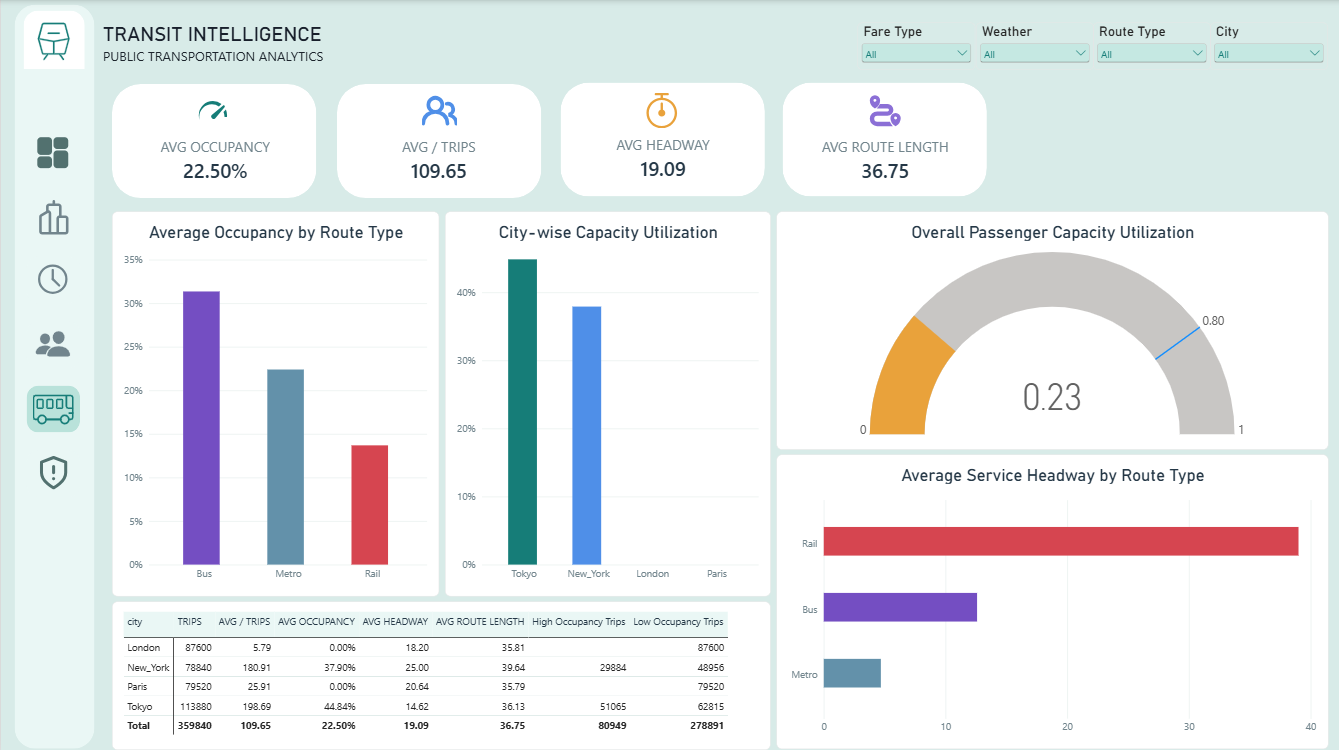 TRANSIT INTELLIGENCE
PUBLIC TRANSPORTATION ANALYTICS
Fare Type Weather Route Type City
All All All All
AVG OCCUPANCY
22.50%
AVG / TRIPS
109.65
AVG HEADWAY
19.09
AVG ROUTE LENGTH
36.75
Average Occupancy by Route Type
35%
30%
25%
20%
15%
10%
5%
0%
Bus Metro Rail
City-wise Capacity Utilization
40%
30%
20%
10%
0%
Tokyo New_York London Paris
Overall Passenger Capacity Utilization
0.80
0.23
0 1
Average Service Headway by Route Type
Rail
Bus
Metro
0 10 20 30 40
city TRIPS AVG / TRIPS AVG OCCUPANCY AVG HEADWAY AVG ROUTE LENGTH High Occupancy Trips Low Occupancy Trips
London 87600 5.79 0.00% 18.20 35.81 87600
New_York 78840 180.91 37.90% 25.00 39.64 29884 48956
Paris 79520 25.91 0.00% 20.64 35.79 79520
Tokyo 113880 198.69 44.84% 14.62 36.13 51065 62815
Total 359840 109.65 22.50% 19.09 36.75 80949 278891